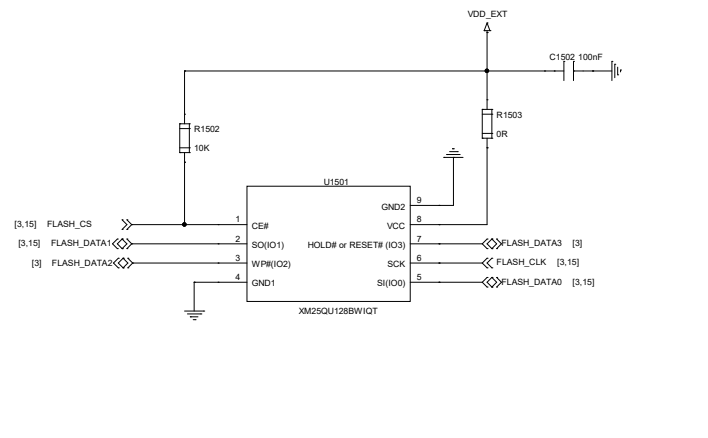 VDD_EXT
C1502 100nF
R1503
0R
R1502
10K
U1501
GND2 9
[3,15] FLASH_CS 1 CE# VCC 8
[3,15] FLASH_DATA1 2 SO(IO1) HOLD# or RESET# (IO3) 7 FLASH_DATA3 [3]
[3] FLASH_DATA2 3 WP#(IO2) SCK 6 FLASH_CLK [3,15]
4 GND1 SI(IO0) 5 FLASH_DATA0 [3,15]
XM25QU128BWIQT